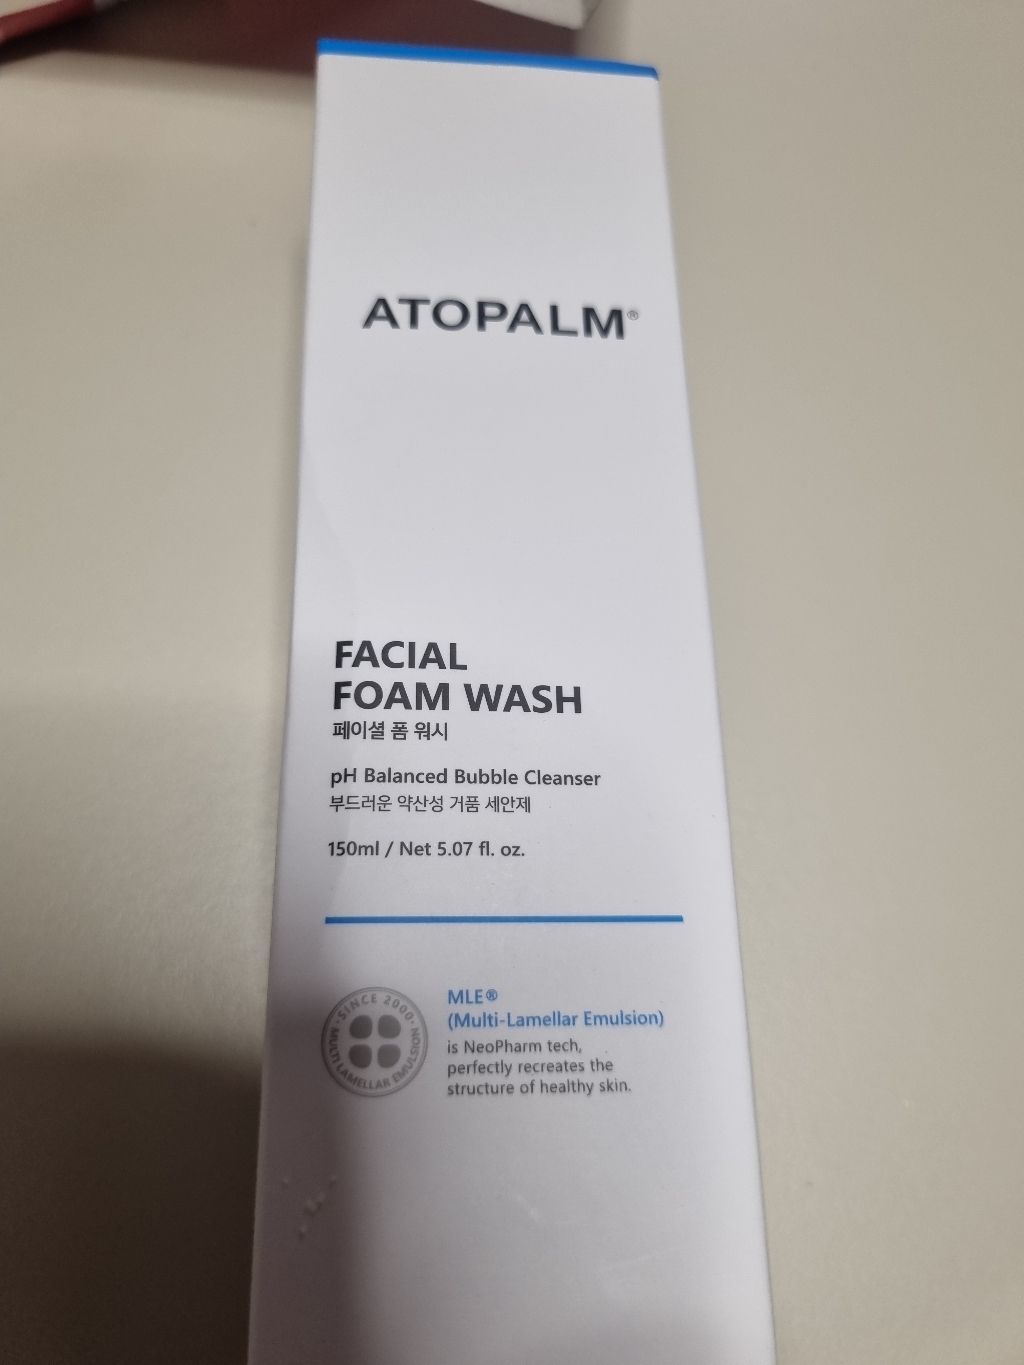 ATOPALM®
FACIAL
FOAM WASH
페이셜 폼 워시
pH Balanced Bubble Cleanser
부드러운 약산성 거품 세안제
150ml / Net 5.07 fl. oz.
·SINCE 2000·
MULTI LAMELLAR EMULSION
MLE®
(Multi-Lamellar Emulsion)
is NeoPharm tech,
perfectly recreates the
structure of healthy skin.